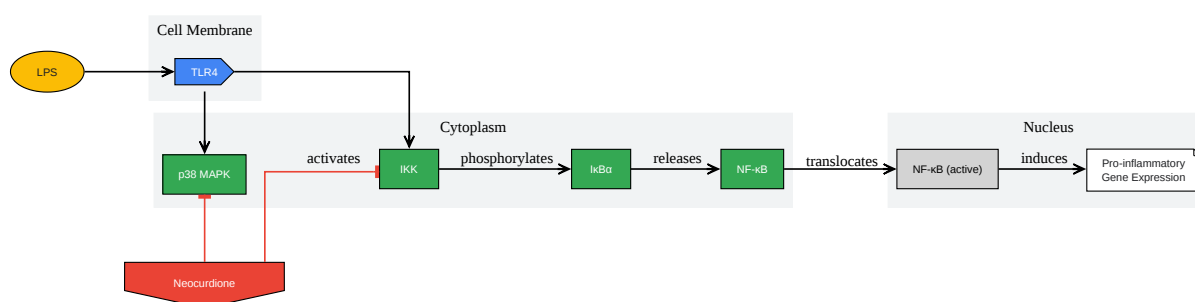 Cell Membrane
LPS
TLR4
Cytoplasm
Nucleus
p38 MAPK
activates
IKK
phosphorylates
IκBα
releases
NF-κB
translocates
NF-κB (active)
induces
Pro-inflammatory
Gene Expression
Neocurdione